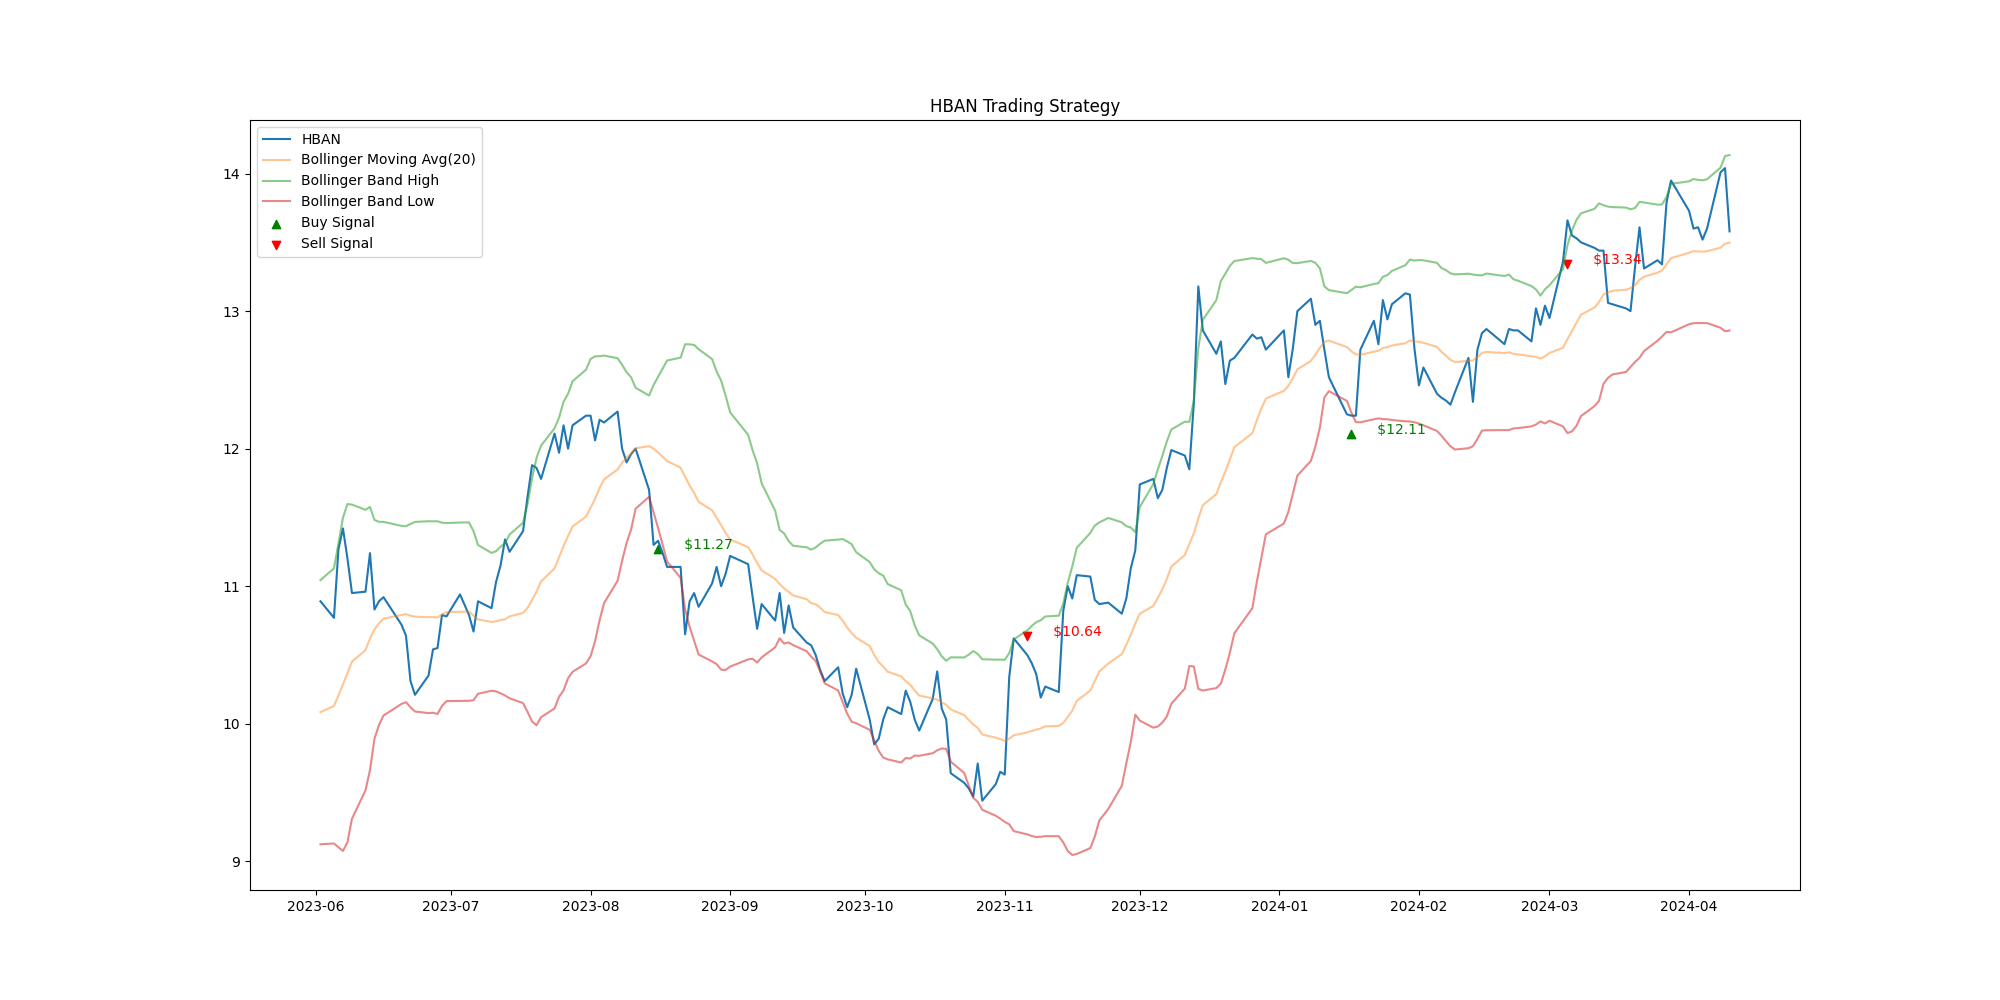 HBAN Trading Strategy
HBAN
Bollinger Moving Avg(20)
Bollinger Band High
Bollinger Band Low
Buy Signal
Sell Signal
14
13
12
11
10
9
$11.27
$10.64
$12.11
$13.34
2023-06 2023-07 2023-08 2023-09 2023-10 2023-11 2023-12 2024-01 2024-02 2024-03 2024-04